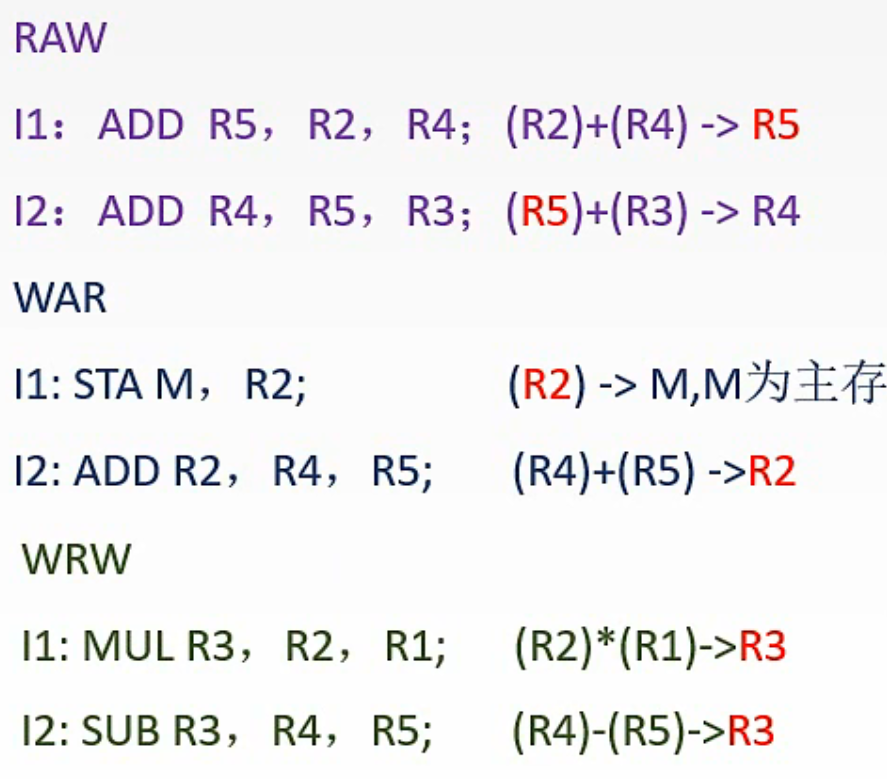 RAW
I1： ADD R5， R2， R4； (R2)+(R4) -> R5
I2： ADD R4， R5， R3； (R5)+(R3) -> R4
WAR
I1: STA M， R2; (R2) -> M,M为主存
I2: ADD R2， R4， R5; (R4)+(R5) ->R2
WRW
I1: MUL R3， R2， R1; (R2)*(R1)->R3
I2: SUB R3， R4， R5; (R4)-(R5)->R3